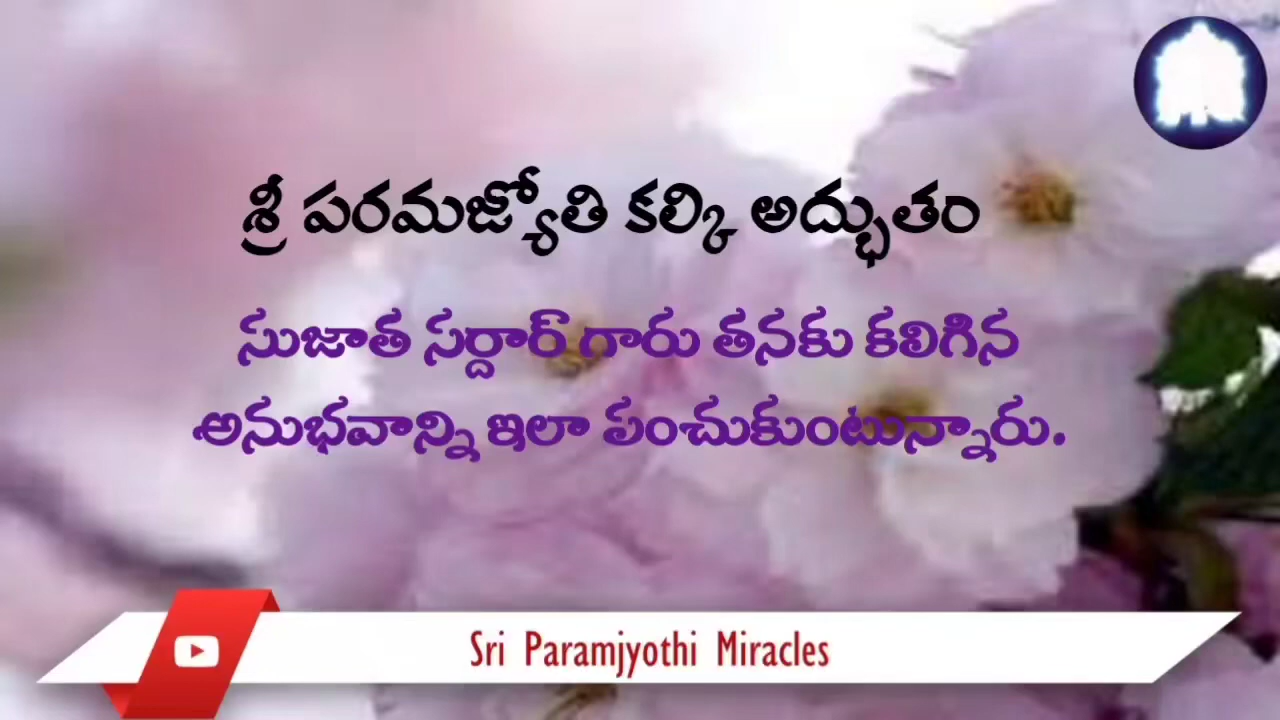 శ్రీ పరమజ్యోతి కల్కి అద్భుతం
సుజాత సర్దార్ గారు తనకు కలిగిన
అనుభవాన్ని ఇలా పంచుకుంటున్నారు.
Sri Paramjyothi Miracles